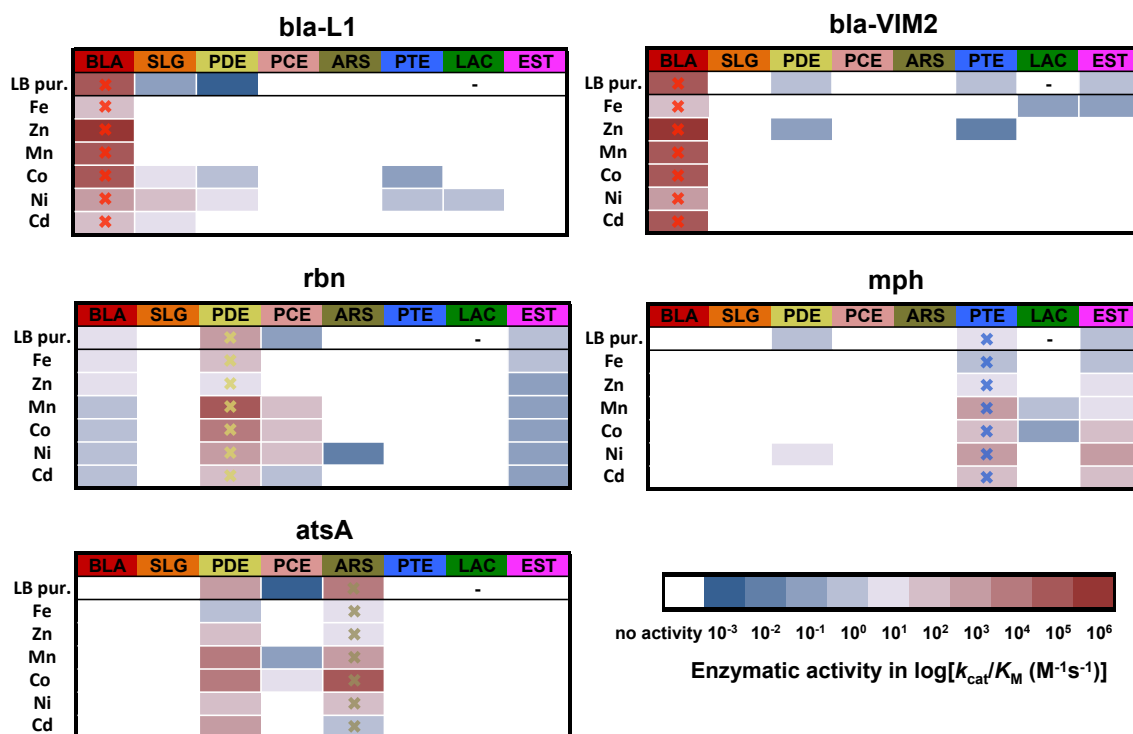 bla-L1
BLA SLG PDE PCE ARS PTE LAC EST
LB pur. -
Fe
Zn
Mn
Co
Ni
Cd
bla-VIM2
BLA SLG PDE PCE ARS PTE LAC EST
LB pur. -
Fe
Zn
Mn
Co
Ni
Cd
rbn
BLA SLG PDE PCE ARS PTE LAC EST
LB pur. -
Fe
Zn
Mn
Co
Ni
Cd
mph
BLA SLG PDE PCE ARS PTE LAC EST
LB pur. -
Fe
Zn
Mn
Co
Ni
Cd
atsA
BLA SLG PDE PCE ARS PTE LAC EST
LB pur. -
Fe
Zn
Mn
Co
Ni
Cd
no activity 10⁻³ 10⁻² 10⁻¹ 10⁰ 10¹ 10² 10³ 10⁴ 10⁵ 10⁶
Enzymatic activity in log[kcat/KM (M⁻¹s⁻¹)]